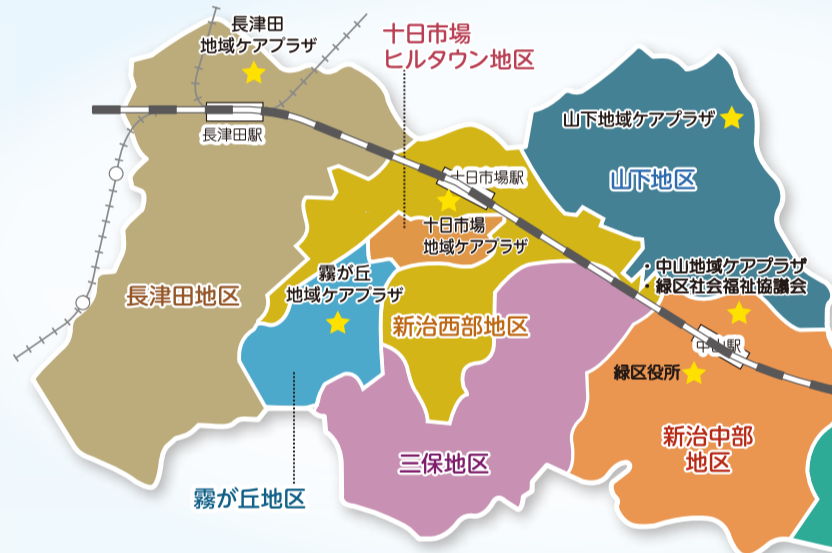 長津田
地域ケアプラザ
十日市場
ヒルタウン地区
長津田駅
山下地域ケアプラザ
山下地区
十日市場駅
十日市場
地域ケアプラザ
霧が丘
地域ケアプラザ
・中山地域ケアプラザ
・緑区社会福祉協議会
長津田地区
新治西部地区
中山駅
緑区役所
三保地区
新治中部
地区
霧が丘地区